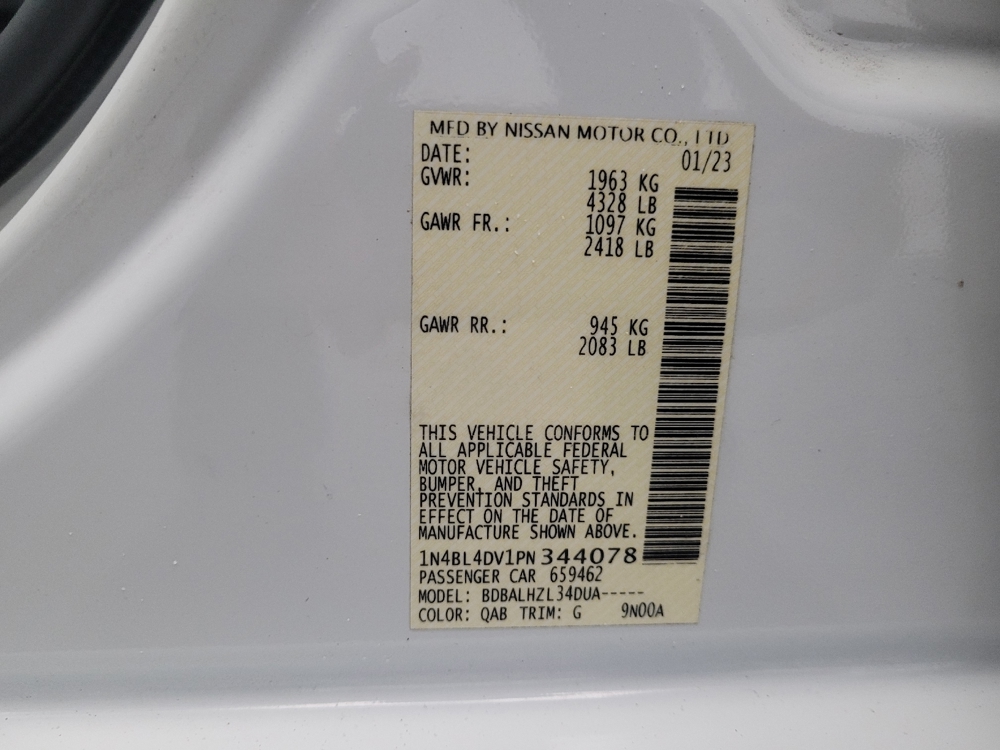 MFD BY NISSAN MOTOR CO., LTD
DATE: 01/23
GVWR: 1963 KG
4328 LB
GAWR FR.: 1097 KG
2418 LB
GAWR RR.: 945 KG
2083 LB
THIS VEHICLE CONFORMS TO
ALL APPLICABLE FEDERAL
MOTOR VEHICLE SAFETY,
BUMPER, AND THEFT
PREVENTION STANDARDS IN
EFFECT ON THE DATE OF
MANUFACTURE SHOWN ABOVE.
1N4BL4DV1PN344078
PASSENGER CAR 659462
MODEL: BDBALHZL34DUA-----
COLOR: QAB TRIM: G 9N00A